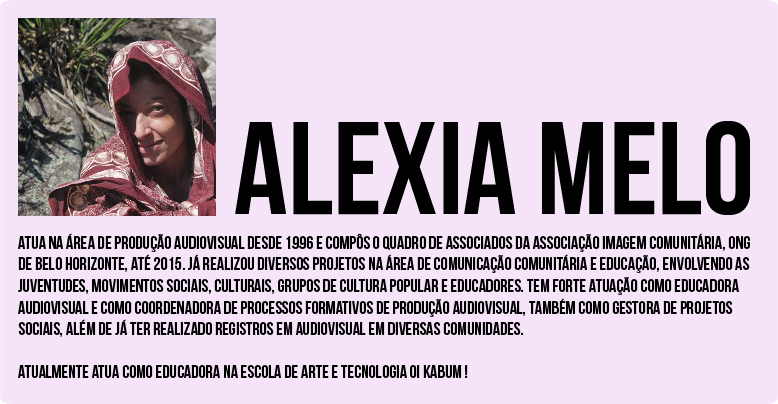 ALEXIA MELO
ATUA NA ÁREA DE PRODUÇÃO AUDIOVISUAL DESDE 1996 E COMPÔS O QUADRO DE ASSOCIADOS DA ASSOCIAÇÃO IMAGEM COMUNITÁRIA, ONG
DE BELO HORIZONTE, ATÉ 2015. JÁ REALIZOU DIVERSOS PROJETOS NA ÁREA DE COMUNICAÇÃO COMUNITÁRIA E EDUCAÇÃO, ENVOLVENDO AS
JUVENTUDES, MOVIMENTOS SOCIAIS, CULTURAIS, GRUPOS DE CULTURA POPULAR E EDUCADORES. TEM FORTE ATUAÇÃO COMO EDUCADORA
AUDIOVISUAL E COMO COORDENADORA DE PROCESSOS FORMATIVOS DE PRODUÇÃO AUDIOVISUAL, TAMBÉM COMO GESTORA DE PROJETOS
SOCIAIS, ALÉM DE JÁ TER REALIZADO REGISTROS EM AUDIOVISUAL EM DIVERSAS COMUNIDADES.
ATUALMENTE ATUA COMO EDUCADORA NA ESCOLA DE ARTE E TECNOLOGIA OI KABUM !